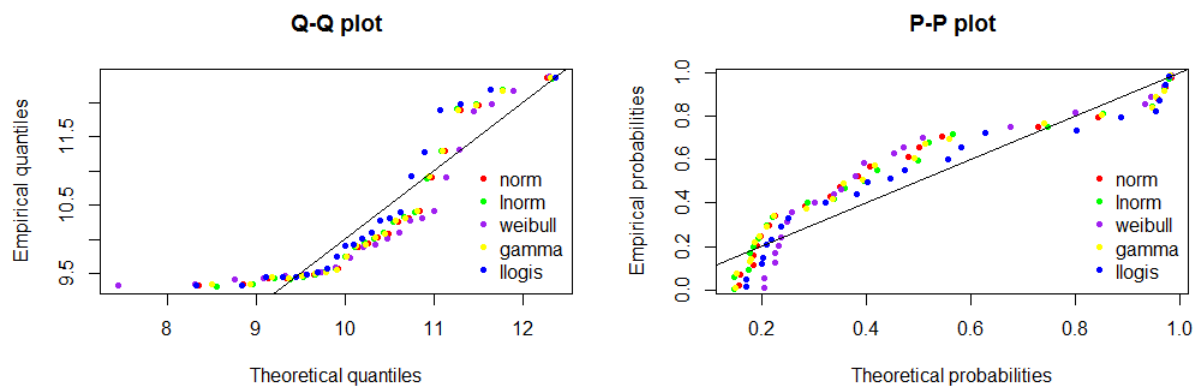 Q-Q plot
Empirical quantiles
9.5
10.5
11.5
8
9
10
11
12
Theoretical quantiles
norm
lnorm
weibull
gamma
llogis
P-P plot
Empirical probabilities
0.0
0.2
0.4
0.6
0.8
1.0
0.2
0.4
0.6
0.8
1.0
Theoretical probabilities
norm
lnorm
weibull
gamma
llogis